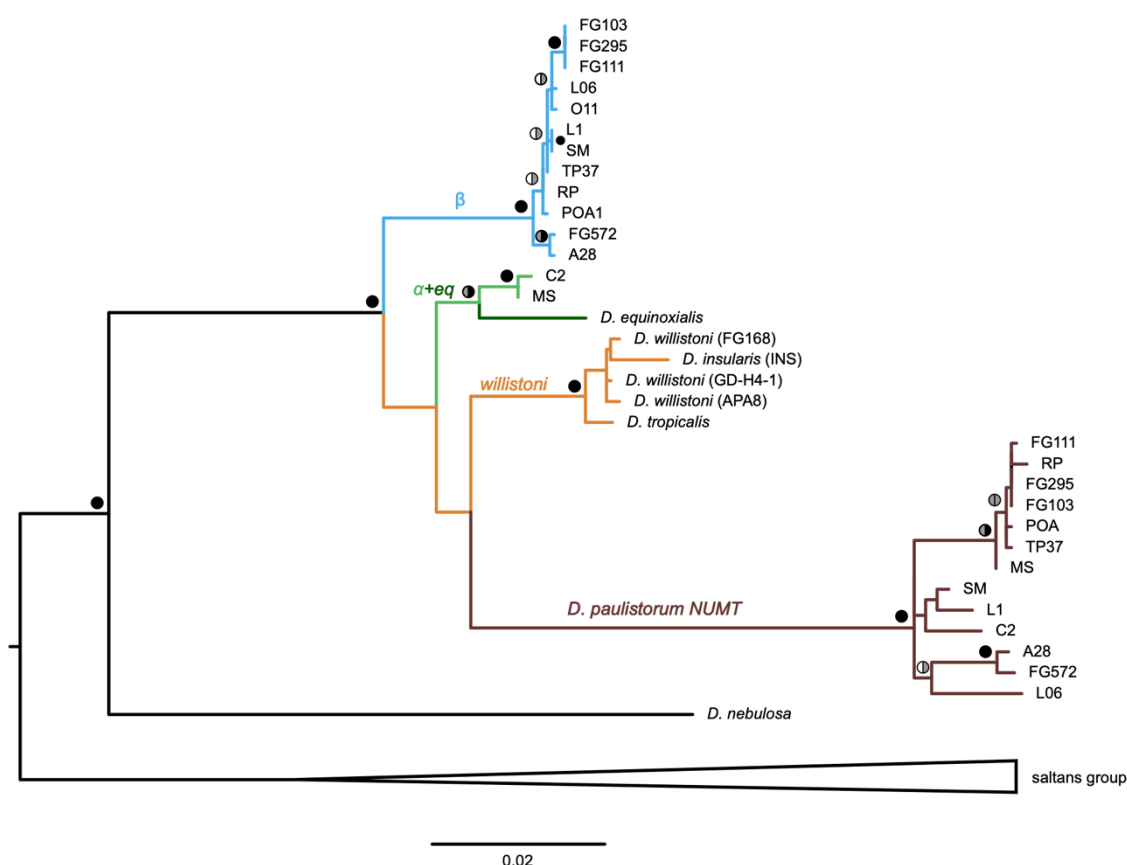 FG103
FG295
FG111
L06
O11
L1
SM
TP37
RP
β
POA1
FG572
A28
C2
α+eq
MS
D. equinoxialis
D. willistoni (FG168)
D. insularis (INS)
willistoni
D. willistoni (GD-H4-1)
D. willistoni (APA8)
D. tropicalis
FG111
RP
FG295
FG103
POA
TP37
MS
SM
D. paulistorum NUMT
L1
C2
A28
FG572
L06
D. nebulosa
saltans group
0.02